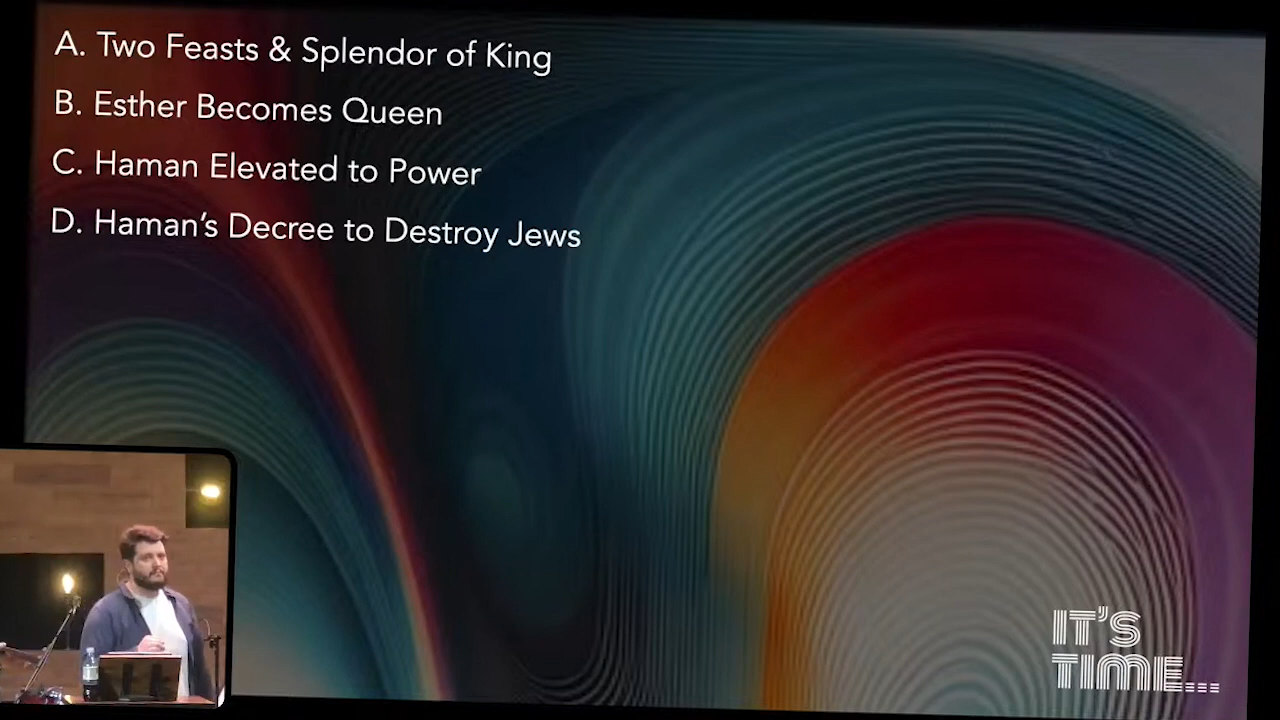 A. Two Feasts & Splendor of King
B. Esther Becomes Queen
C. Haman Elevated to Power
D. Haman's Decree to Destroy Jews
IT'S
TIME...